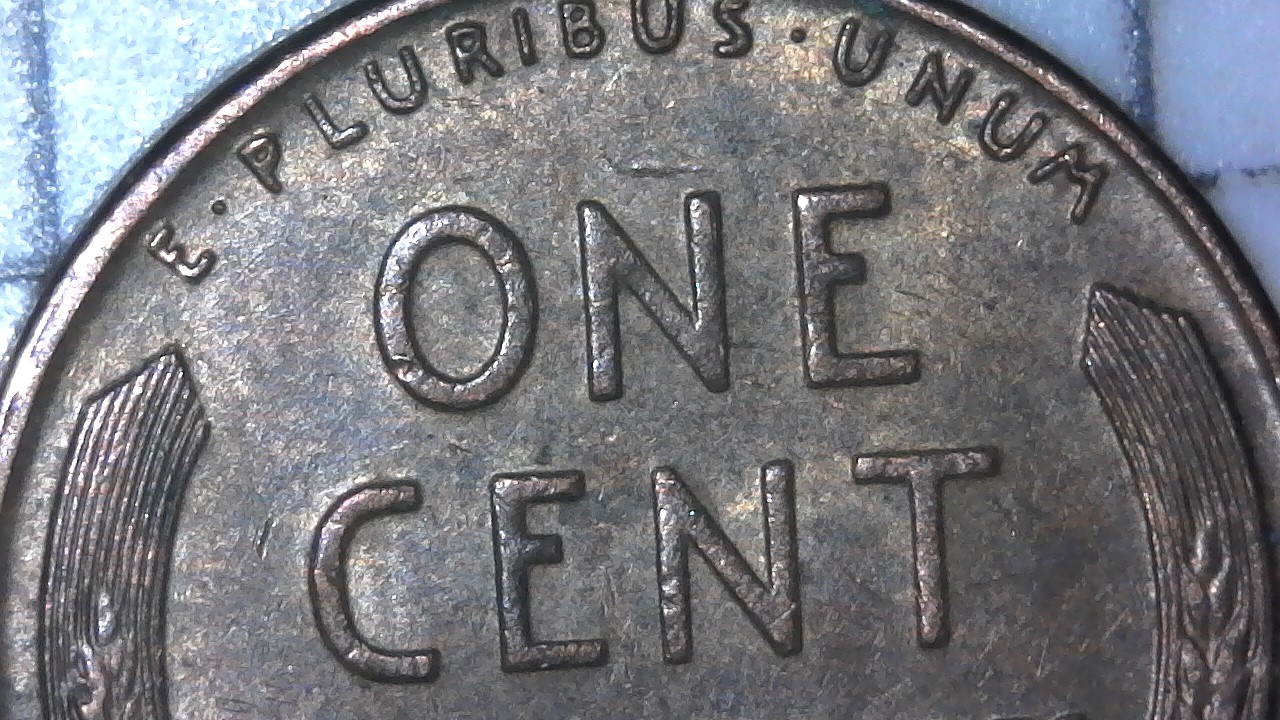 E · PLURIBUS · UNUM
ONE
CENT